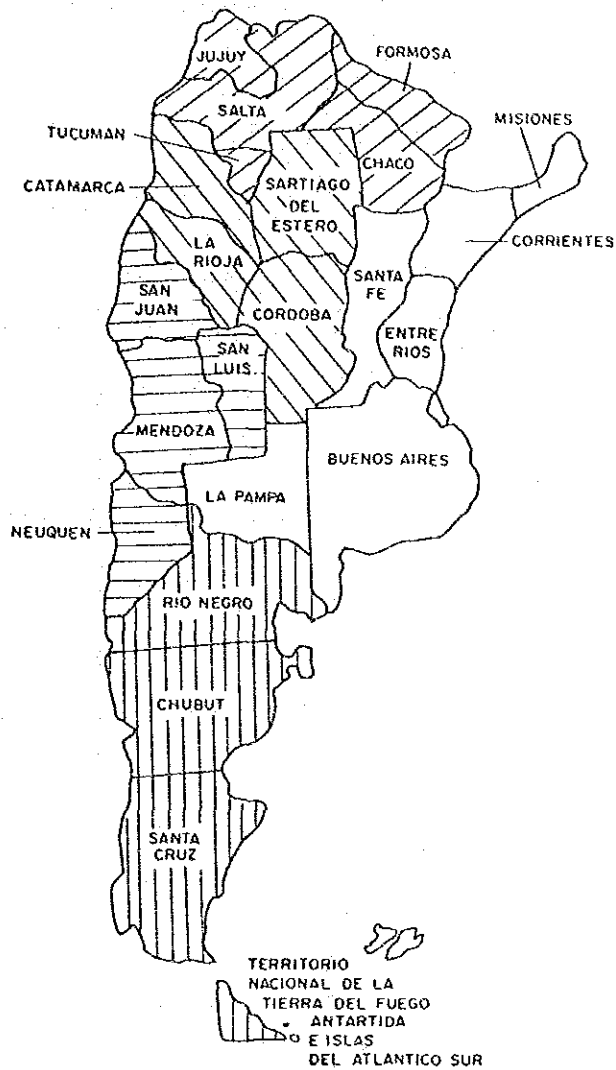 JUJUY
FORMOSA
SALTA
MISIONES
TUCUMAN
CHACO
CATAMARCA
SARTIAGO
DEL
ESTERO
LA
RIOJA
CORRIENTES
SAN
JUAN
SANTA
FE
CORDOBA
ENTRE
RIOS
SAN
LUIS
MENDOZA
BUENOS AIRES
LA PAMPA
NEUQUEN
RIO NEGRO
CHUBUT
SANTA
CRUZ
TERRITORIO
NACIONAL DE LA
TIERRA DEL FUEGO
ANTARTIDA
E ISLAS
DEL ATLANTICO SUR